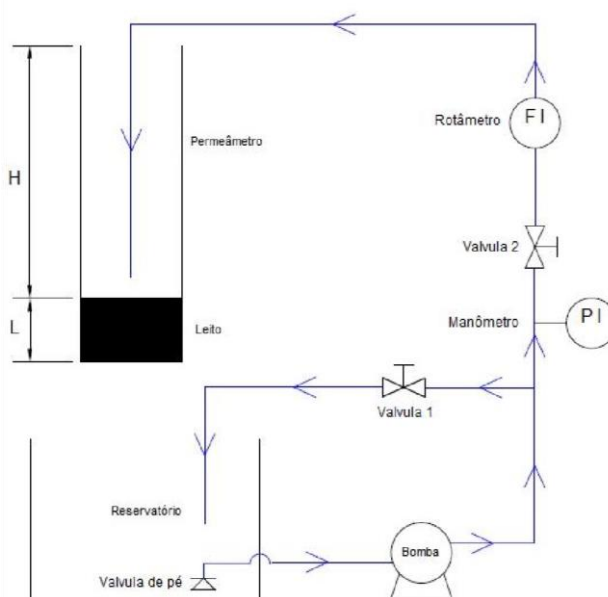 Rotâmetro
FI
Permeâmetro
H
Valvula 2
Manômetro
PI
L
Leito
Valvula 1
Reservatório
Bomba
Valvula de pé